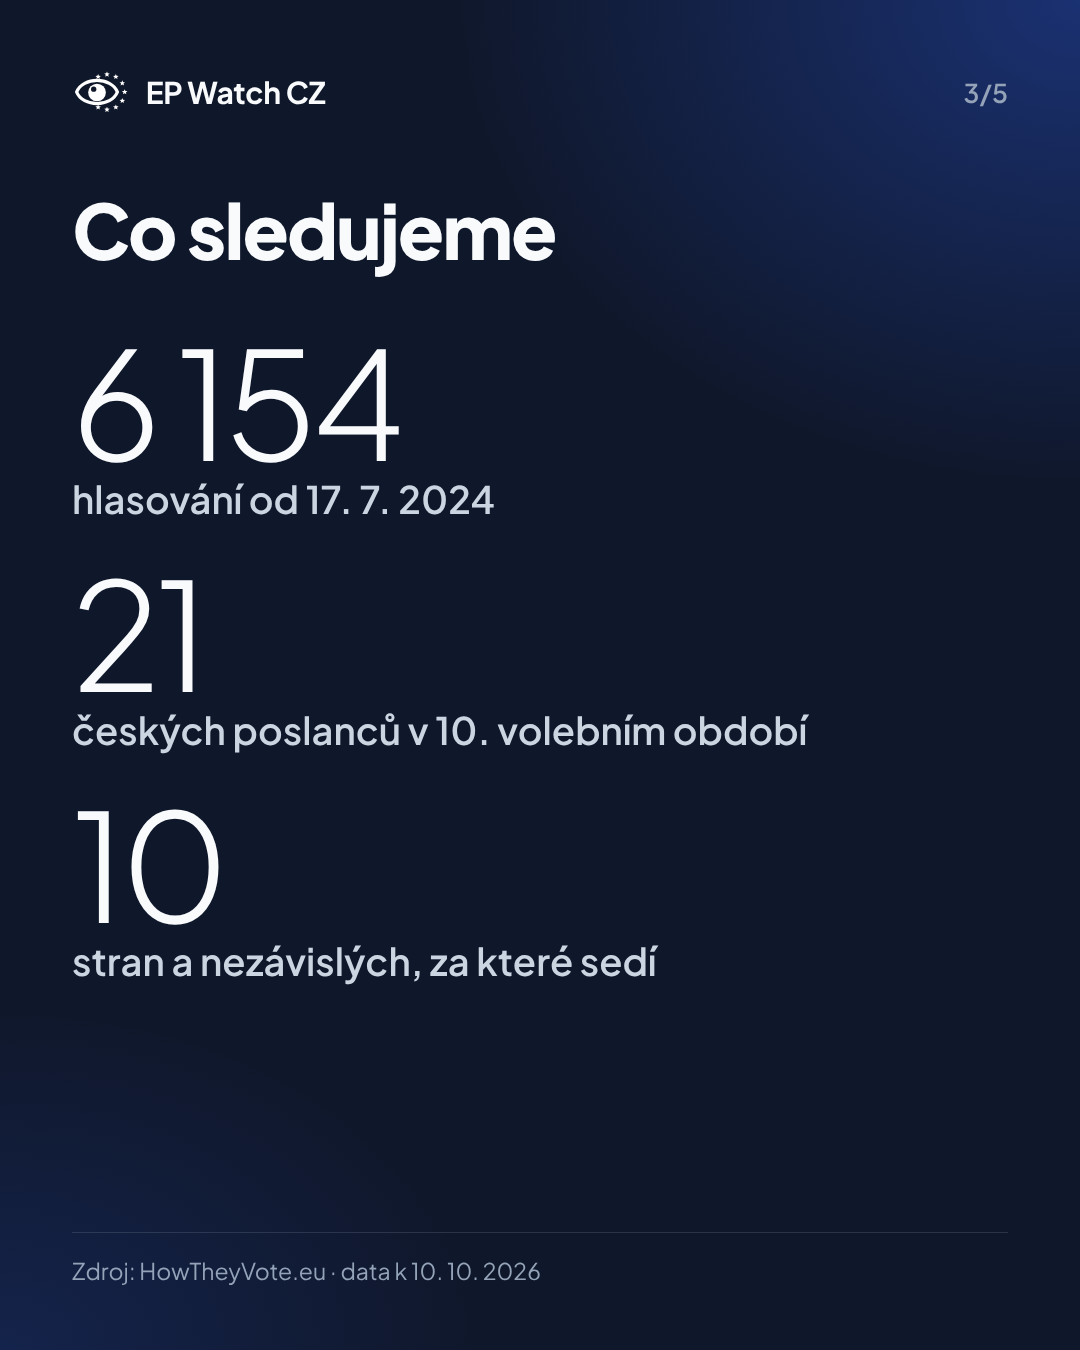 EP Watch CZ
3/5
Co sledujeme
6 154
hlasování od 17. 7. 2024
21
českých poslanců v 10. volebním období
10
stran a nezávislých, za které sedí
Zdroj: HowTheyVote.eu · data k 10. 10. 2026